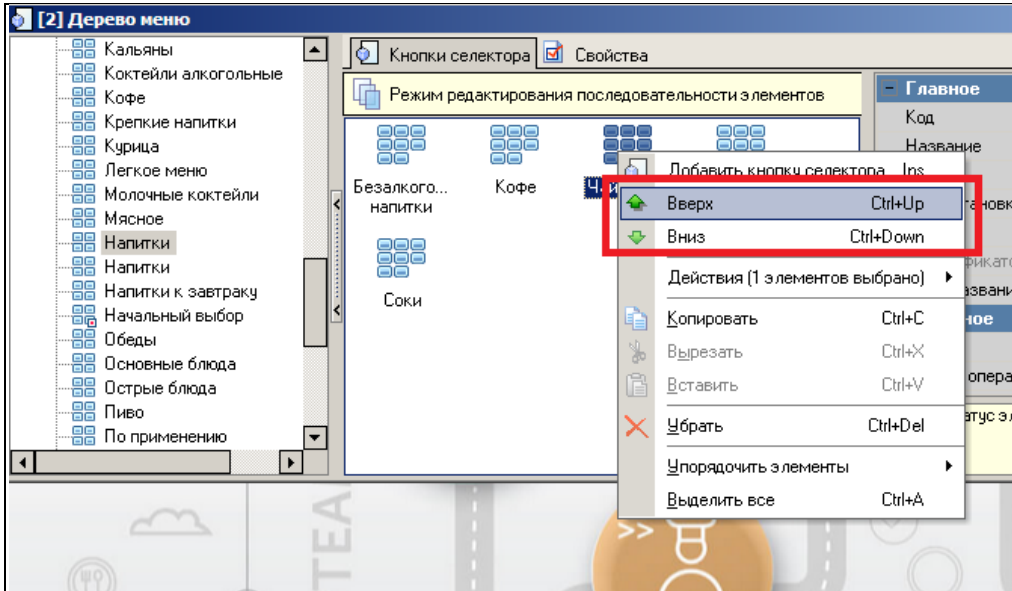 [2] Дерево меню
Кальяны
Коктейли алкогольные
Кофе
Крепкие напитки
Курица
Легкое меню
Молочные коктейли
Мясное
Напитки
Напитки
Напитки к завтраку
Начальный выбор
Обеды
Основные блюда
Острые блюда
Пиво
По применению
Кнопки селектора
Свойства
Режим редактирования последовательности элементов
Безалкого...
напитки
Кофе
Соки
Главное
Код
Название
Добавить кнопку селектора Ins
Вверх Ctrl+Up
Вниз Ctrl+Down
Действия (1 элементов выбрано)
Копировать Ctrl+C
Вырезать Ctrl+X
Вставить Ctrl+V
Убрать Ctrl+Del
Упорядочить элементы
Выделить все Ctrl+A
TEA
>>